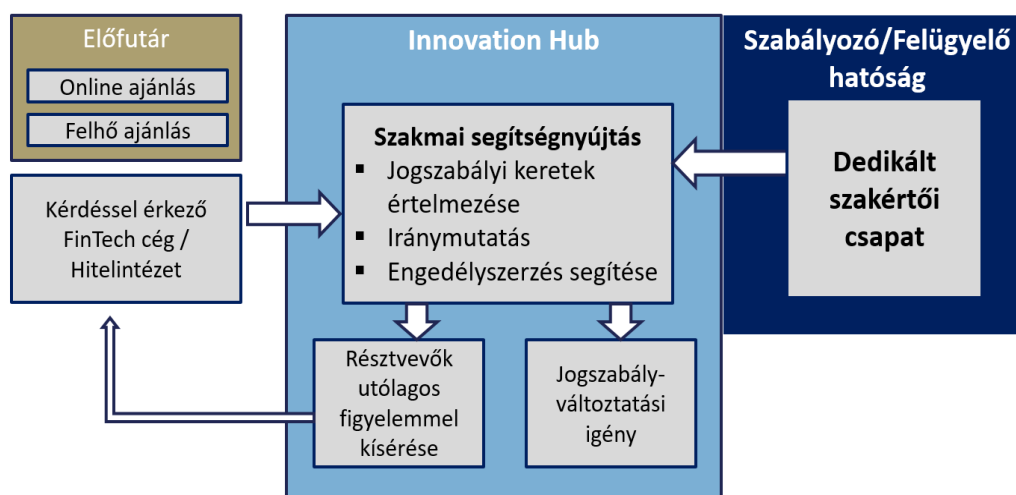 Előfutár
Online ajánlás
Felhő ajánlás
Kérdéssel érkező
FinTech cég /
Hitelintézet
Innovation Hub
Szakmai segítségnyújtás
▪ Jogszabályi keretek
értelmezése
▪ Iránymutatás
▪ Engedélyszerzés segítése
Résztvevők
utólagos
figyelemmel
kísérése
Jogszabály-
változtatási
igény
Szabályozó/Felügyelő
hatóság
Dedikált
szakértői
csapat